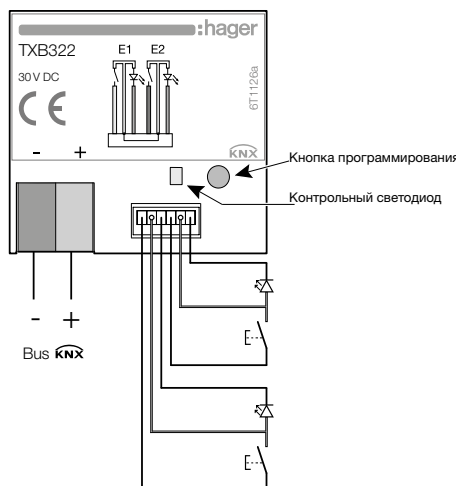 :hager
TXB322
E1 E2
30 V DC
CE
6T1126a
- +
KNX
Кнопка программирования
Контрольный светодиод
- +
Bus KNX